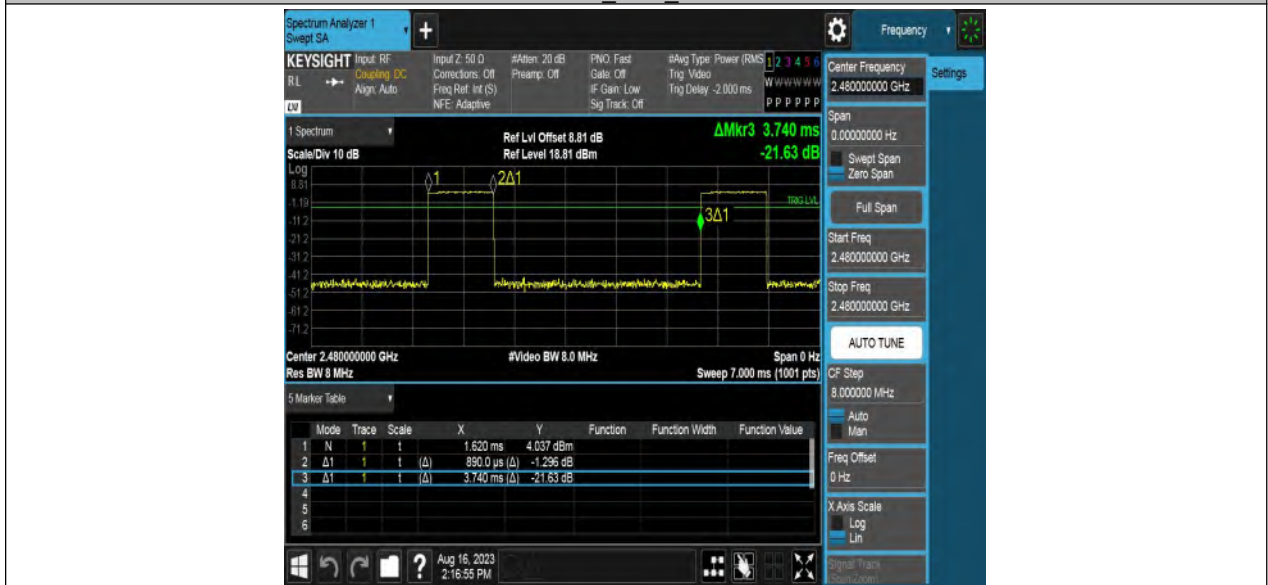 Spectrum Analyzer 1
Swept SA
+
Frequency
KEYSIGHT Input: RF Input Z: 50 Ω #Atten: 20 dB PNO: Fast #Avg Type: Power (RMS 1 2 3 4 5 6
RL Coupling: DC Corrections: Off Preamp: Off Gate: Off Trig: Video W W W W W W
Align: Auto Freq Ref: Int (S) IF Gain: Low Trig Delay: -2.000 ms
LXI NFE: Adaptive Sig Track: Off P P P P P P
Center Frequency
2.480000000 GHz
Settings
1 Spectrum
Ref Lvl Offset 8.81 dB
ΔMkr3 3.740 ms
Scale/Div 10 dB
Ref Level 18.81 dBm
-21.63 dB
Log
8.81
-1.19
-11.2
-21.2
-31.2
-41.2
-51.2
-61.2
-71.2
1
2Δ1
3Δ1
TRIG LVL
Center 2.480000000 GHz
#Video BW 8.0 MHz
Span 0 Hz
Res BW 8 MHz
Sweep 7.000 ms (1001 pts)
Span
0.00000000 Hz
Swept Span
Zero Span
Full Span
Start Freq
2.480000000 GHz
Stop Freq
2.480000000 GHz
AUTO TUNE
CF Step
8.000000 MHz
Auto
Man
Freq Offset
0 Hz
X Axis Scale
Log
Lin
Signal Track
(Span Zoom)
5 Marker Table
Mode Trace Scale X Y Function Function Width Function Value
1 N 1 t 1.620 ms 4.037 dBm
2 Δ1 1 t (Δ) 890.0 µs (Δ) -1.296 dB
3 Δ1 1 t (Δ) 3.740 ms (Δ) -21.63 dB
4
5
6
?
Aug 16, 2023
2:16:55 PM